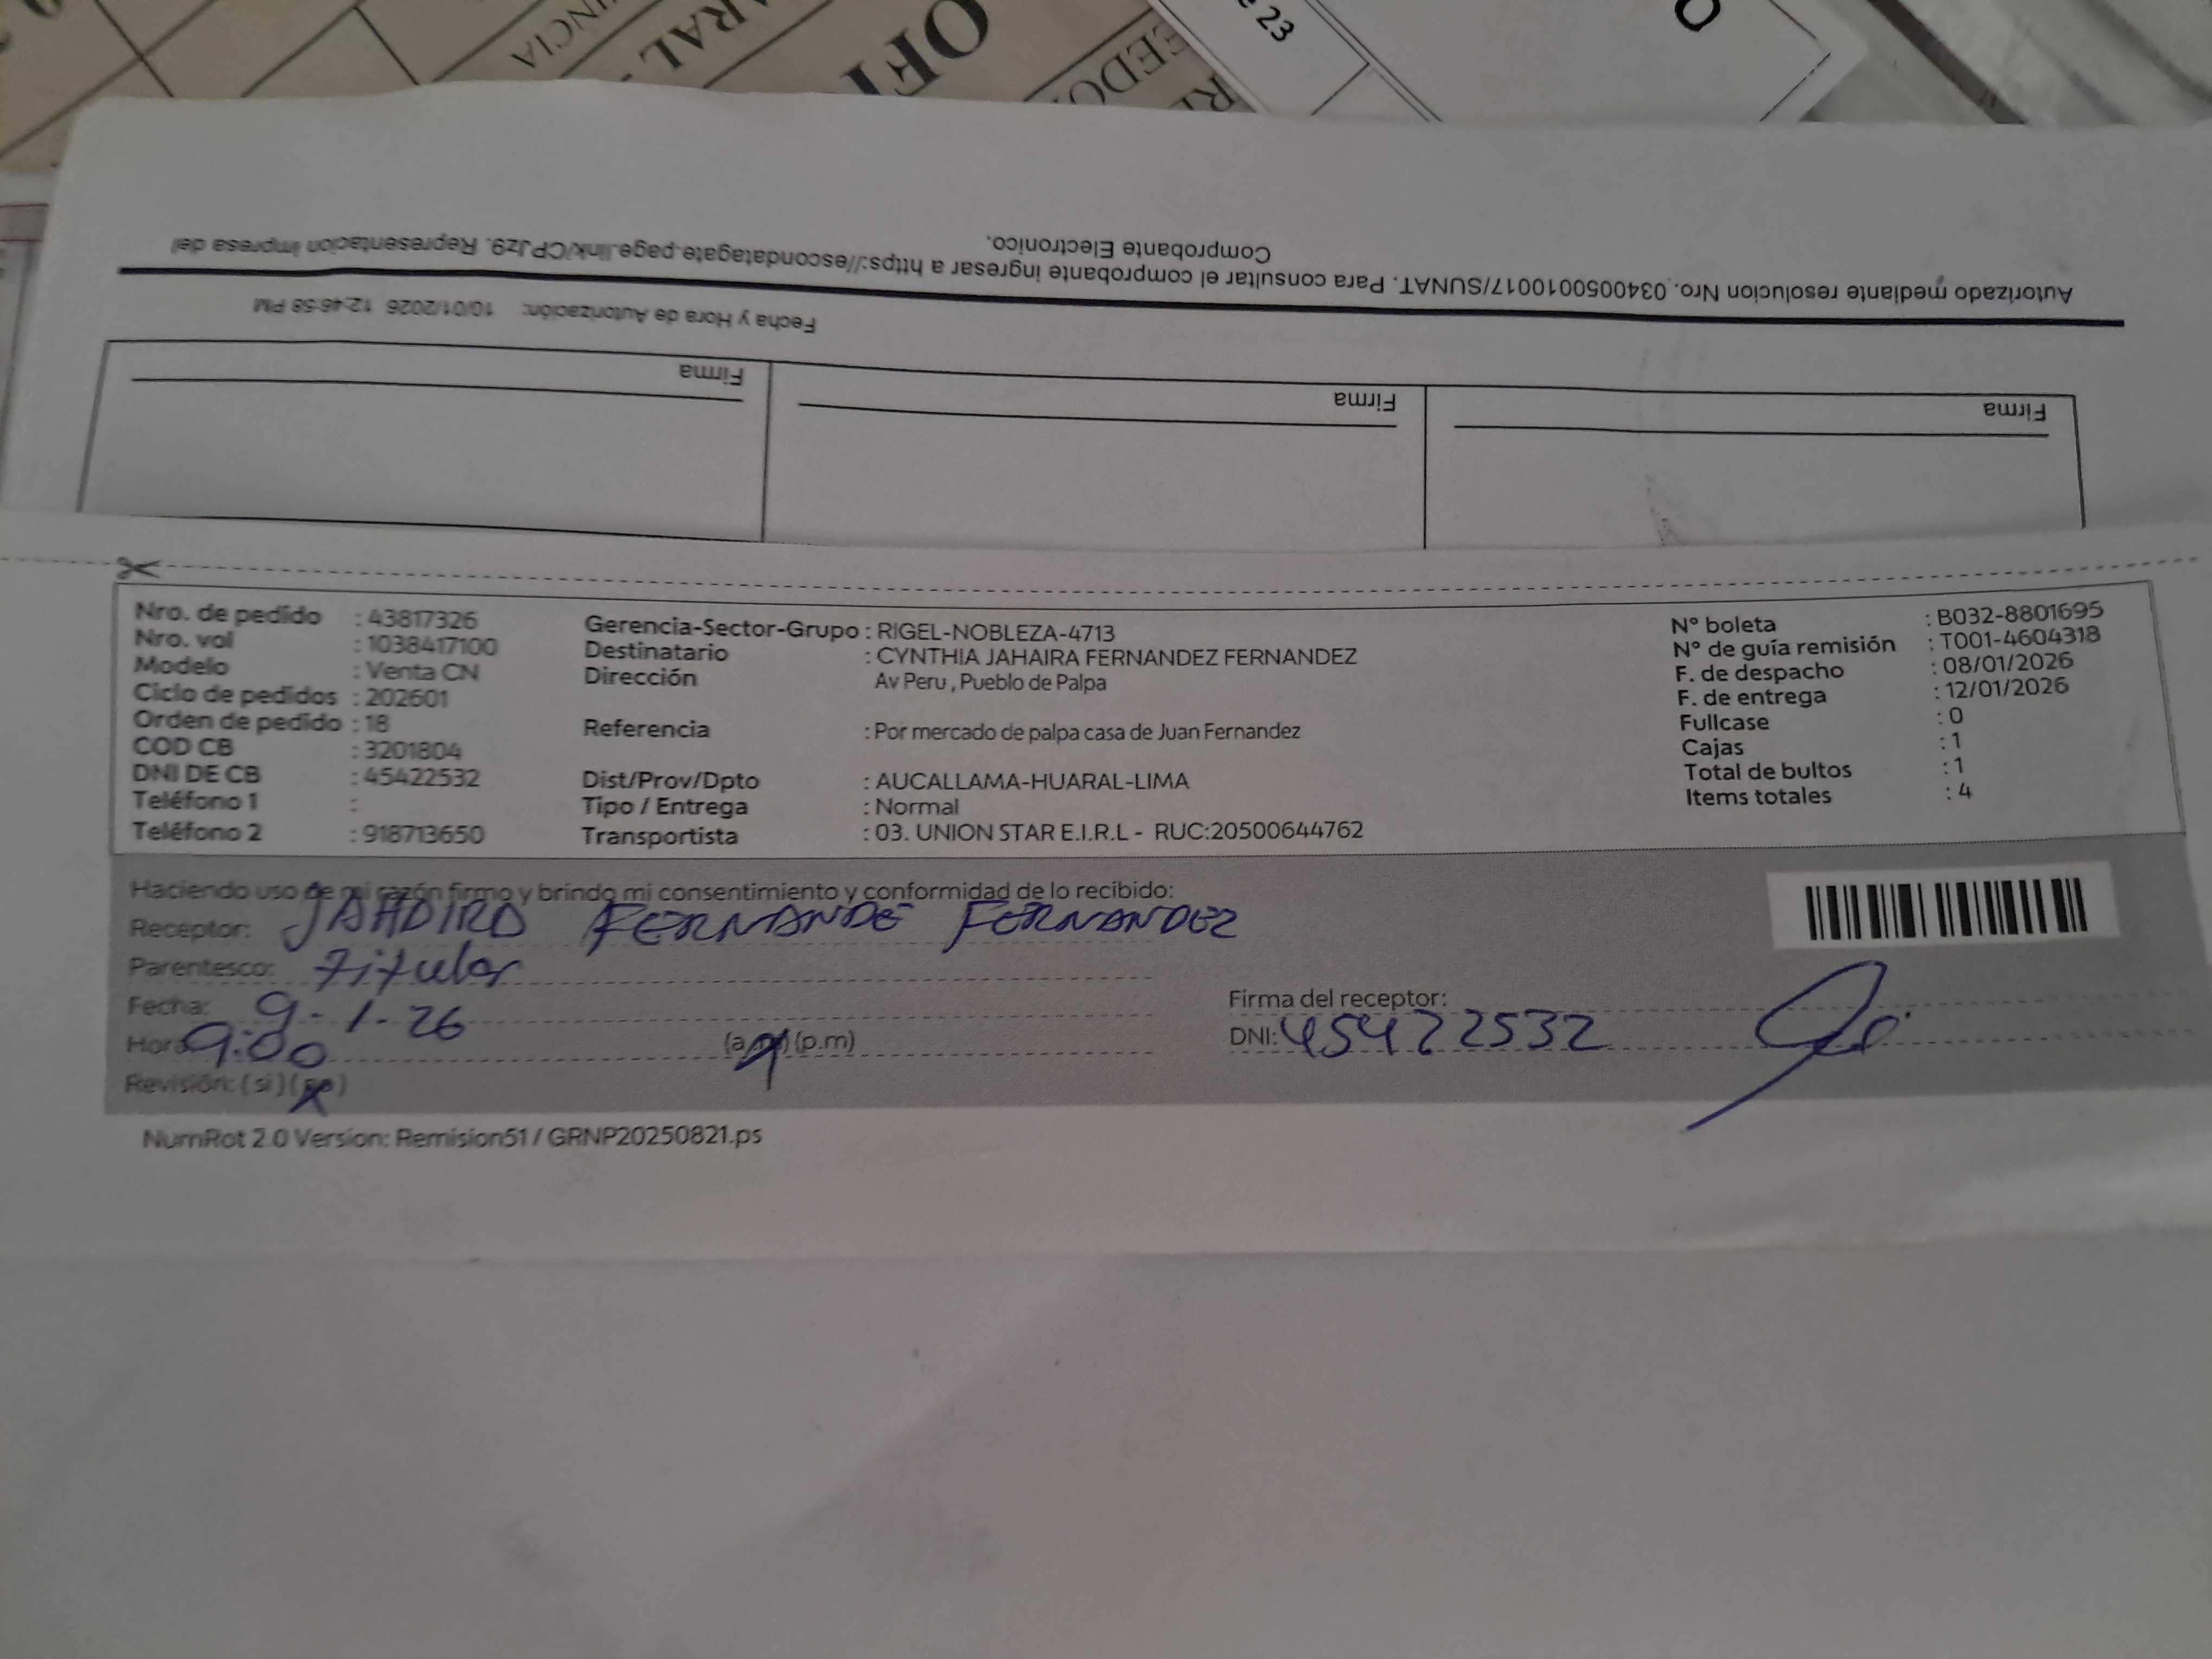 INCIA
RAL
OFI
EEDO
RE
e 23
O
Autorizado mediante resolucion Nro. 0340050010017/SUNAT. Para consultar el comprobante ingresar a https://escondatagate.page.link/CPJz9. Representacion impresa del
Comprobante Electronico.
Fecha y Hora de Autorización: 10/01/2026 12:46:58 PM
Firma Firma Firma
Nro. de pedido : 43817326
Nro. val : 1038417100
Modelo : Venta CN
Ciclo de pedidos : 202601
Orden de pedido : 18
COD CB : 3201804
DNI DE CB : 45422532
Teléfono 1 :
Teléfono 2 : 918713650
Gerencia-Sector-Grupo : RIGEL-NOBLEZA-4713
Destinatario : CYNTHIA JAHAIRA FERNANDEZ FERNANDEZ
Dirección Av Peru , Pueblo de Palpa
Referencia : Por mercado de palpa casa de Juan Fernandez
Dist/Prov/Dpto : AUCALLAMA-HUARAL-LIMA
Tipo / Entrega : Normal
Transportista : 03. UNION STAR E.I.R.L - RUC:20500644762
N° boleta : B032-8801695
N° de guía remisión : T001-4604318
F. de despacho : 08/01/2026
F. de entrega : 12/01/2026
Fullcase : 0
Cajas : 1
Total de bultos : 1
Items totales : 4
Haciendo uso de mi razón firmo y brindo mi consentimiento y conformidad de lo recibido:
Receptor: JAHAIRA FERNANDE FERNANDEZ
Parentesco: titular
Fecha: 9-1-26
Hora: 9:00 (a.m) (p.m)
Revisión: (si) (no)
Firma del receptor:
DNI: 45422532
NumRot 2.0 Version: Remision51 / GRNP20250821.ps